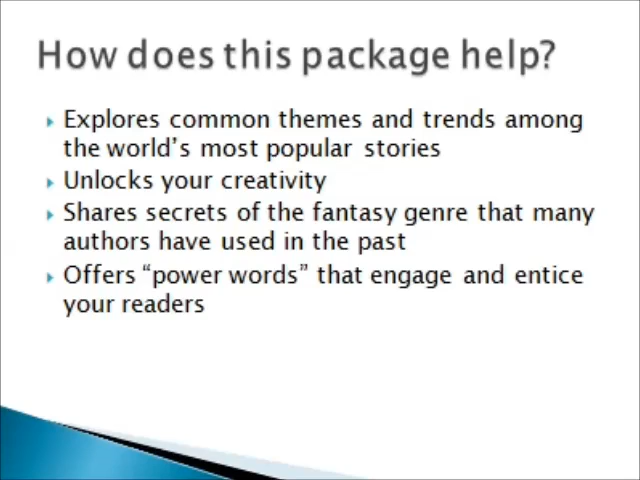 How does this package help?
Explores common themes and trends among
the world's most popular stories
Unlocks your creativity
Shares secrets of the fantasy genre that many
authors have used in the past
Offers “power words” that engage and entice
your readers